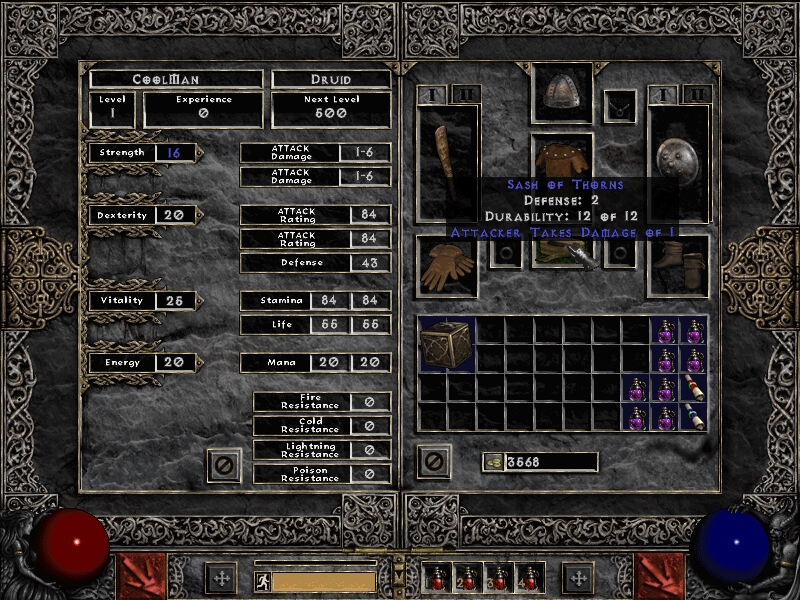 CoolMan
Druid
Level
1
Experience
0
Next Level
500
Strength 16
ATTACK
Damage 1-6
ATTACK
Damage 1-6
Dexterity 20
ATTACK
Rating 84
ATTACK
Rating 84
Defense 43
Vitality 25
Stamina 84 84
Life 55 55
Energy 20
Mana 20 20
Fire
Resistance 0
Cold
Resistance 0
Lightning
Resistance 0
Poison
Resistance 0
I II
I II
Sash of Thorns
Defense: 2
Durability: 12 of 12
Attacker Takes Damage of 1
3568
1 2 3 4